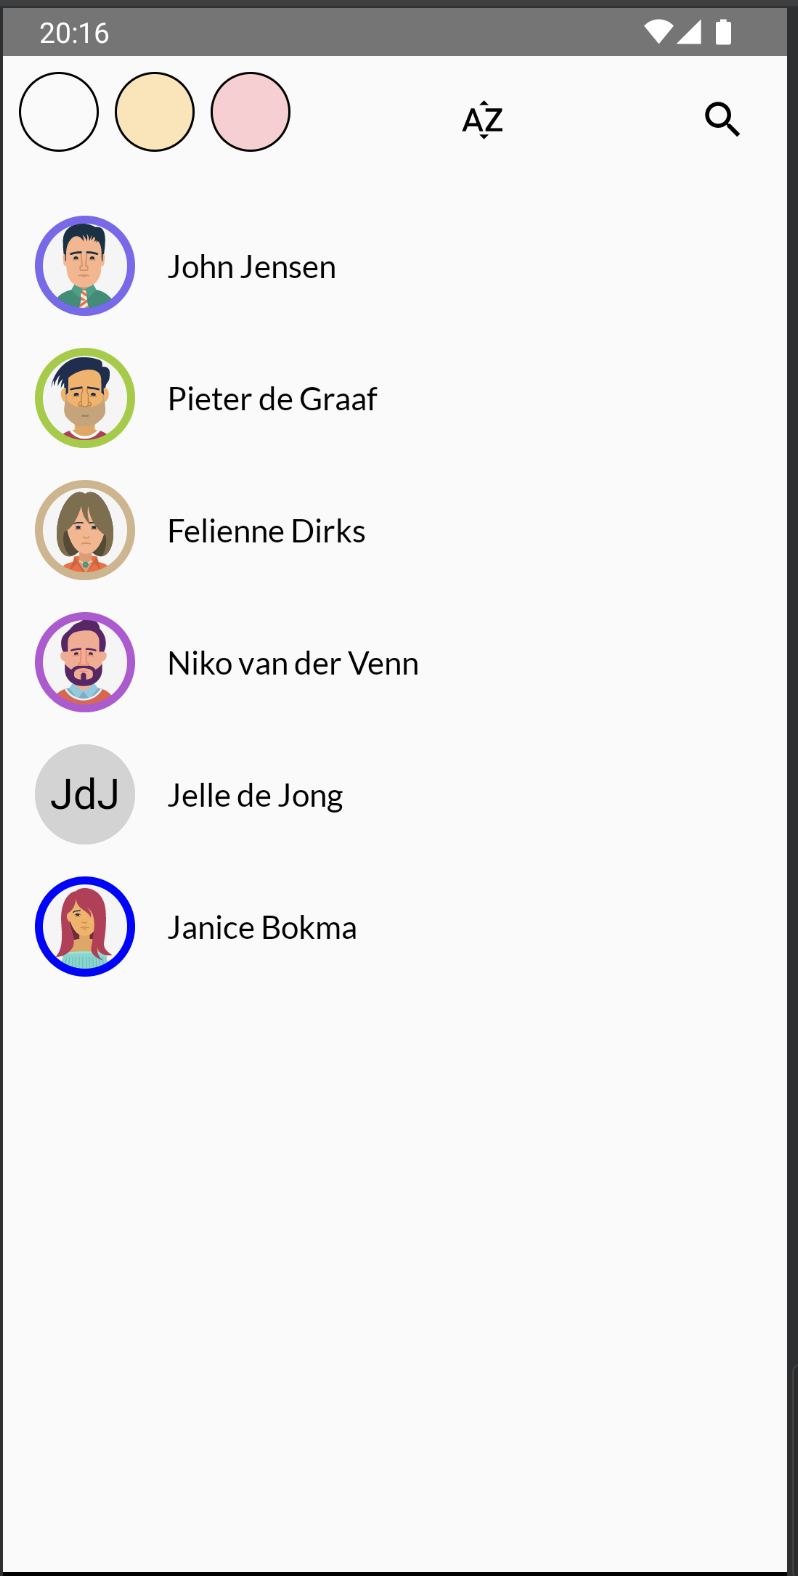 20:16
AZ
John Jensen
Pieter de Graaf
Felienne Dirks
Niko van der Venn
JdJ Jelle de Jong
Janice Bokma